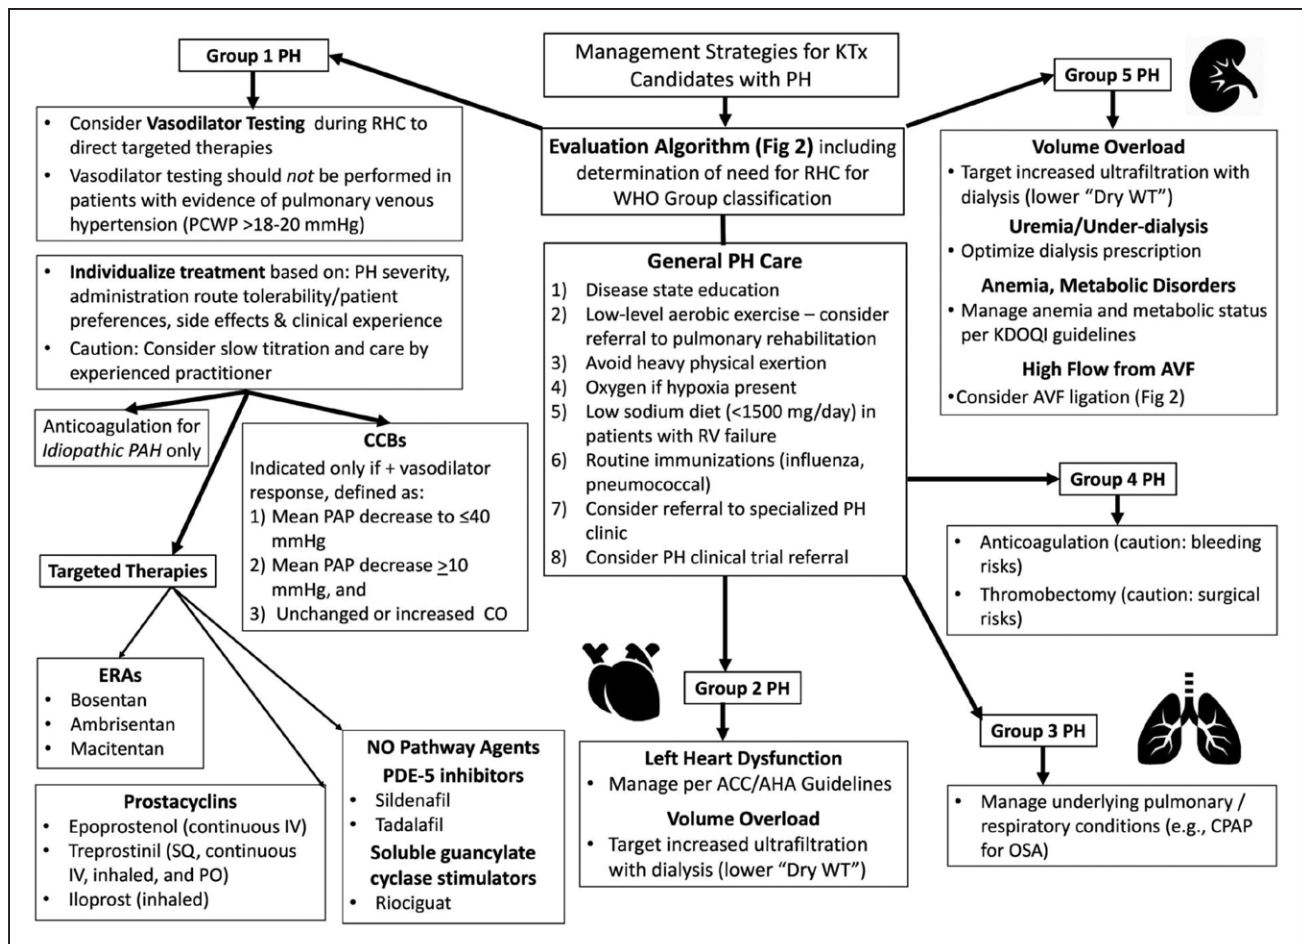 Management Strategies for KTx
Candidates with PH
Evaluation Algorithm (Fig 2) including
determination of need for RHC for
WHO Group classification
General PH Care
1) Disease state education
2) Low-level aerobic exercise – consider
referral to pulmonary rehabilitation
3) Avoid heavy physical exertion
4) Oxygen if hypoxia present
5) Low sodium diet (<1500 mg/day) in
patients with RV failure
6) Routine immunizations (influenza,
pneumococcal)
7) Consider referral to specialized PH
clinic
8) Consider PH clinical trial referral
Group 1 PH
• Consider Vasodilator Testing during RHC to
direct targeted therapies
• Vasodilator testing should not be performed in
patients with evidence of pulmonary venous
hypertension (PCWP >18-20 mmHg)
• Individualize treatment based on: PH severity,
administration route tolerability/patient
preferences, side effects & clinical experience
• Caution: Consider slow titration and care by
experienced practitioner
Anticoagulation for
Idiopathic PAH only
CCBs
Indicated only if + vasodilator
response, defined as:
1) Mean PAP decrease to ≤40
mmHg
2) Mean PAP decrease ≥10
mmHg, and
3) Unchanged or increased CO
Targeted Therapies
ERAs
• Bosentan
• Ambrisentan
• Macitentan
Prostacyclins
• Epoprostenol (continuous IV)
• Treprostinil (SQ, continuous
IV, inhaled, and PO)
• Iloprost (inhaled)
NO Pathway Agents
PDE-5 inhibitors
• Sildenafil
• Tadalafil
Soluble guanylate
cyclase stimulators
• Riociguat
Group 2 PH
Left Heart Dysfunction
• Manage per ACC/AHA Guidelines
Volume Overload
• Target increased ultrafiltration
with dialysis (lower “Dry WT”)
Group 3 PH
• Manage underlying pulmonary /
respiratory conditions (e.g., CPAP
for OSA)
Group 4 PH
• Anticoagulation (caution: bleeding
risks)
• Thrombectomy (caution: surgical
risks)
Group 5 PH
Volume Overload
• Target increased ultrafiltration with
dialysis (lower “Dry WT”)
Uremia/Under-dialysis
• Optimize dialysis prescription
Anemia, Metabolic Disorders
• Manage anemia and metabolic status
per KDOQI guidelines
High Flow from AVF
• Consider AVF ligation (Fig 2)